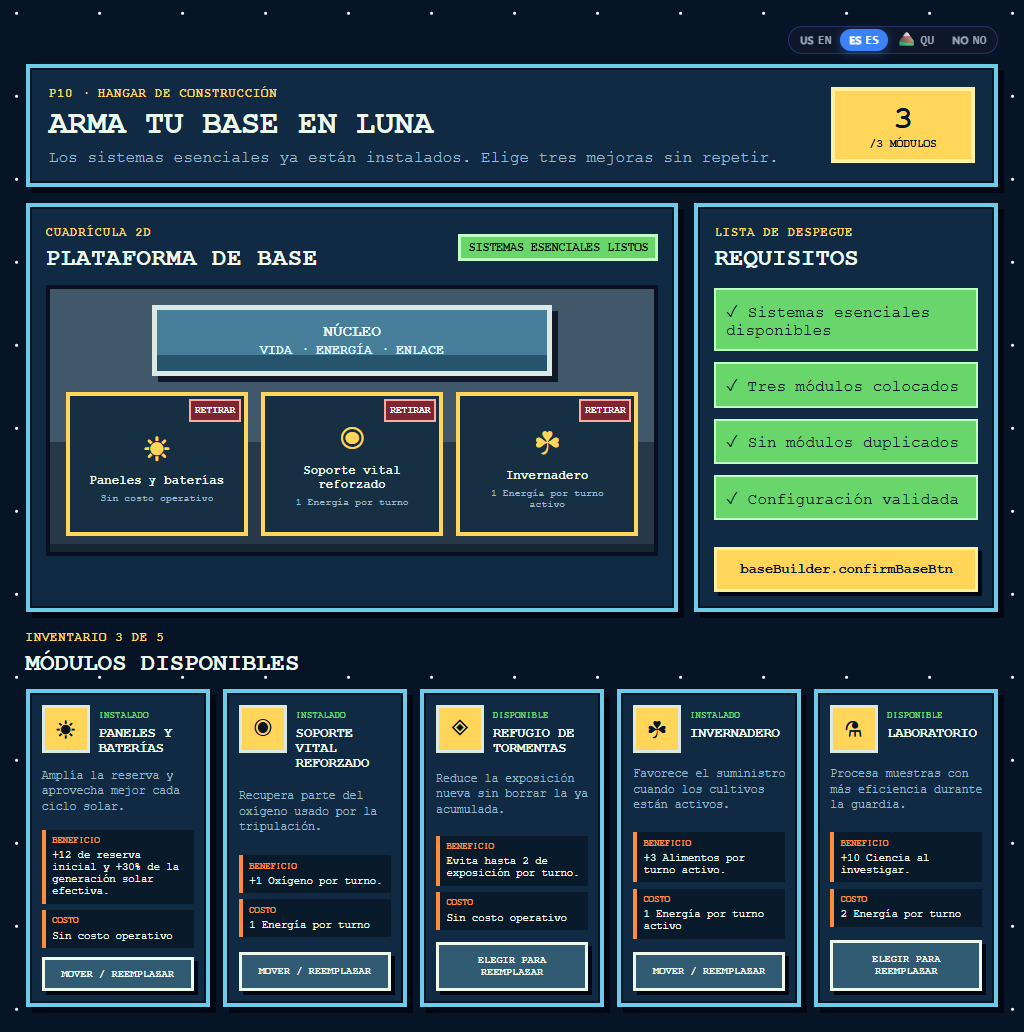 US EN ES ES QU NO NO
P10 · HANGAR DE CONSTRUCCIÓN
ARMA TU BASE EN LUNA
Los sistemas esenciales ya están instalados. Elige tres mejoras sin repetir.
3
/3 MÓDULOS
CUADRÍCULA 2D
PLATAFORMA DE BASE
SISTEMAS ESENCIALES LISTOS
NÚCLEO
VIDA · ENERGÍA · ENLACE
RETIRAR
Paneles y baterías
Sin costo operativo
RETIRAR
Soporte vital
reforzado
1 Energía por turno
RETIRAR
Invernadero
1 Energía por turno
activo
LISTA DE DESPEGUE
REQUISITOS
✓ Sistemas esenciales
disponibles
✓ Tres módulos colocados
✓ Sin módulos duplicados
✓ Configuración validada
baseBuilder.confirmBaseBtn
INVENTARIO 3 DE 5
MÓDULOS DISPONIBLES
INSTALADO
PANELES Y
BATERÍAS
Amplía la reserva y
aprovecha mejor cada
ciclo solar.
BENEFICIO
+12 de reserva
inicial y +30% de la
generación solar
efectiva.
COSTO
Sin costo operativo
MOVER / REEMPLAZAR
INSTALADO
SOPORTE
VITAL
REFORZADO
Recupera parte del
oxígeno usado por la
tripulación.
BENEFICIO
+1 Oxígeno por turno.
COSTO
1 Energía por turno
MOVER / REEMPLAZAR
DISPONIBLE
REFUGIO DE
TORMENTAS
Reduce la exposición
nueva sin borrar la ya
acumulada.
BENEFICIO
Evita hasta 2 de
exposición por turno.
COSTO
Sin costo operativo
ELEGIR PARA
REEMPLAZAR
INSTALADO
INVERNADERO
Favorece el suministro
cuando los cultivos
están activos.
BENEFICIO
+3 Alimentos por
turno activo.
COSTO
1 Energía por turno
activo
MOVER / REEMPLAZAR
DISPONIBLE
LABORATORIO
Procesa muestras con
más eficiencia durante
la guardia.
BENEFICIO
+10 Ciencia al
investigar.
COSTO
2 Energía por turno
ELEGIR PARA
REEMPLAZAR